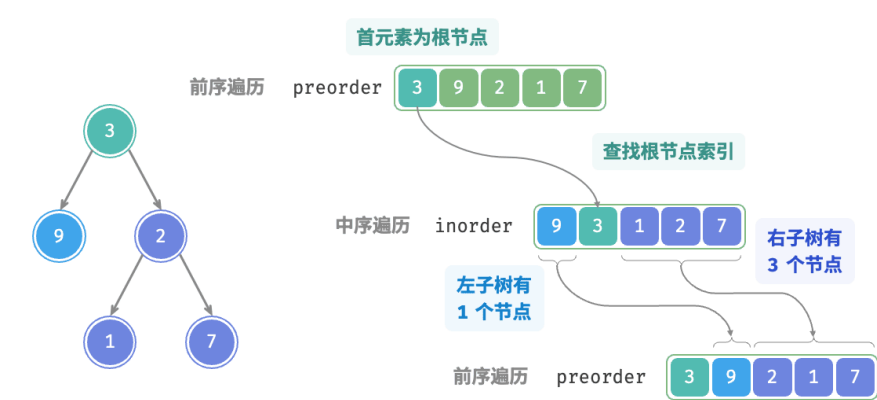 首元素为根节点
前序遍历 preorder 3 9 2 1 7
3
查找根节点索引
中序遍历 inorder 9 3 1 2 7
9 2
右子树有
3 个节点
左子树有
1 个节点
1 7
前序遍历 preorder 3 9 2 1 7